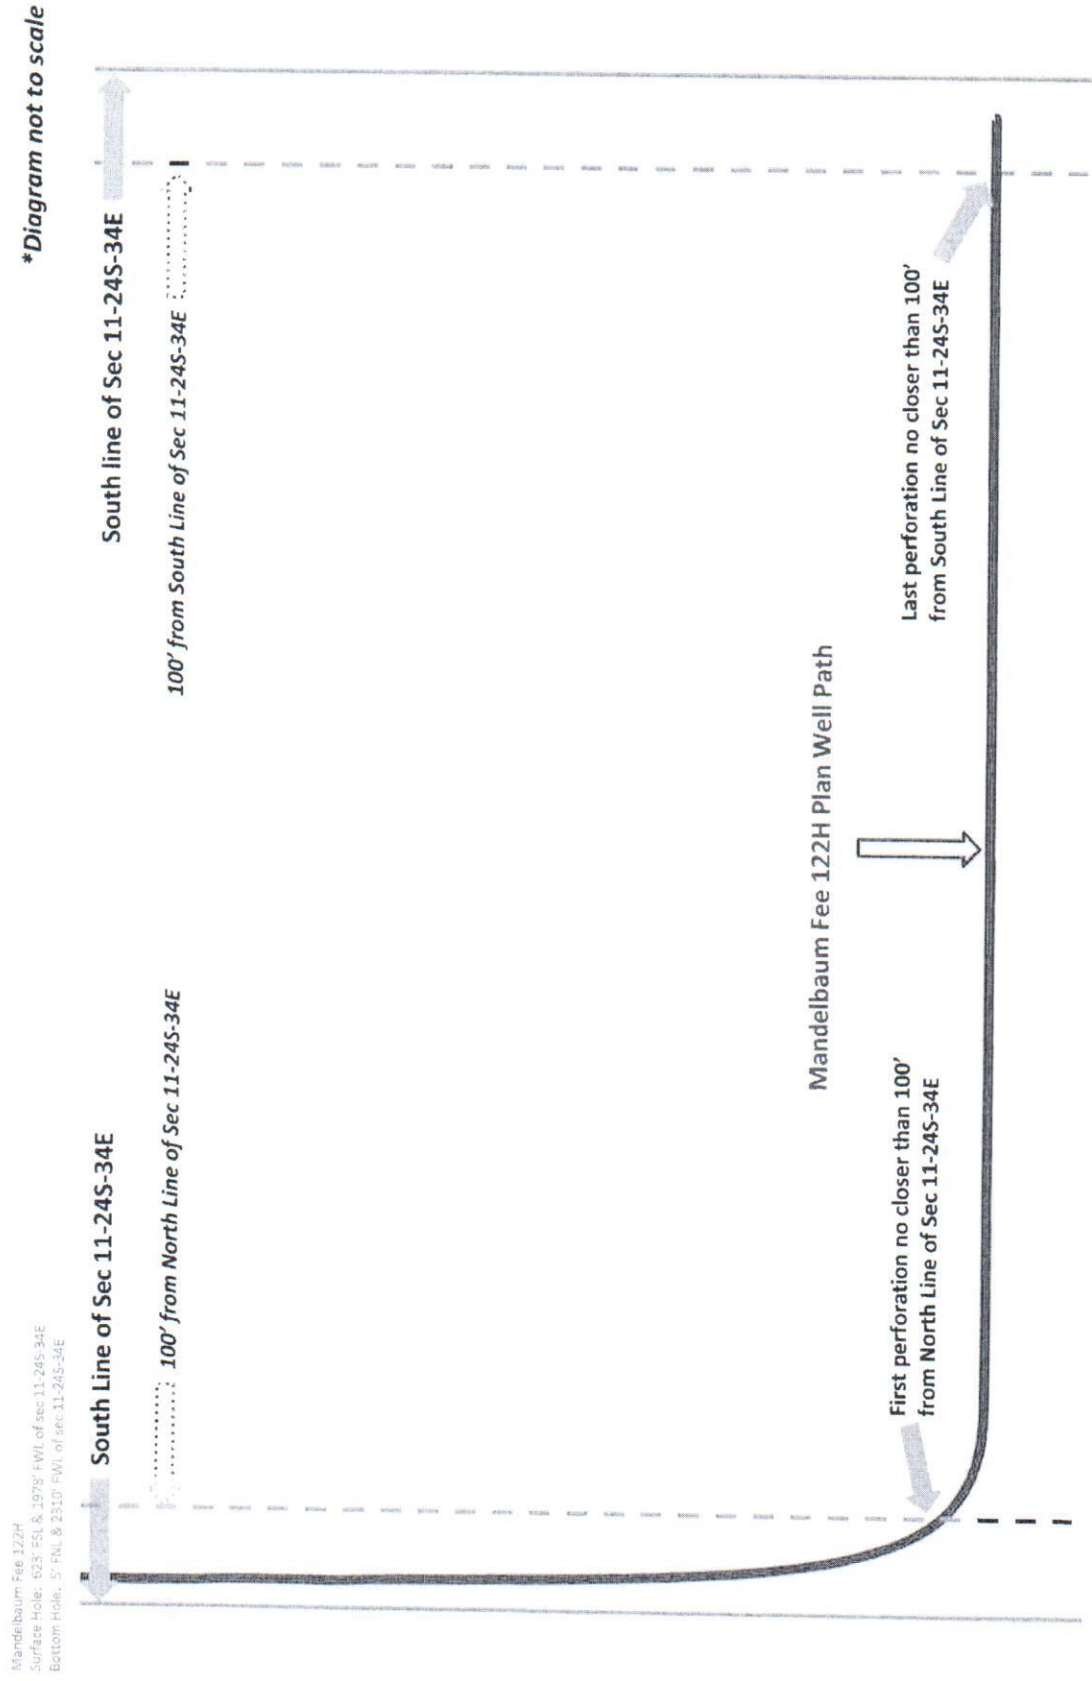 Mandelbaum Fee 122H
Surface Hole: 623' FSL & 1978' FWL of sec 11-24S-34E
Bottom Hole: 5' FNL & 2310' FWL of sec 11-24S-34E
*Diagram not to scale
South Line of Sec 11-24S-34E
South line of Sec 11-24S-34E
100' from North Line of Sec 11-24S-34E
100' from South Line of Sec 11-24S-34E
Mandelbaum Fee 122H Plan Well Path
First perforation no closer than 100'
from North Line of Sec 11-24S-34E
Last perforation no closer than 100'
from South Line of Sec 11-24S-34E